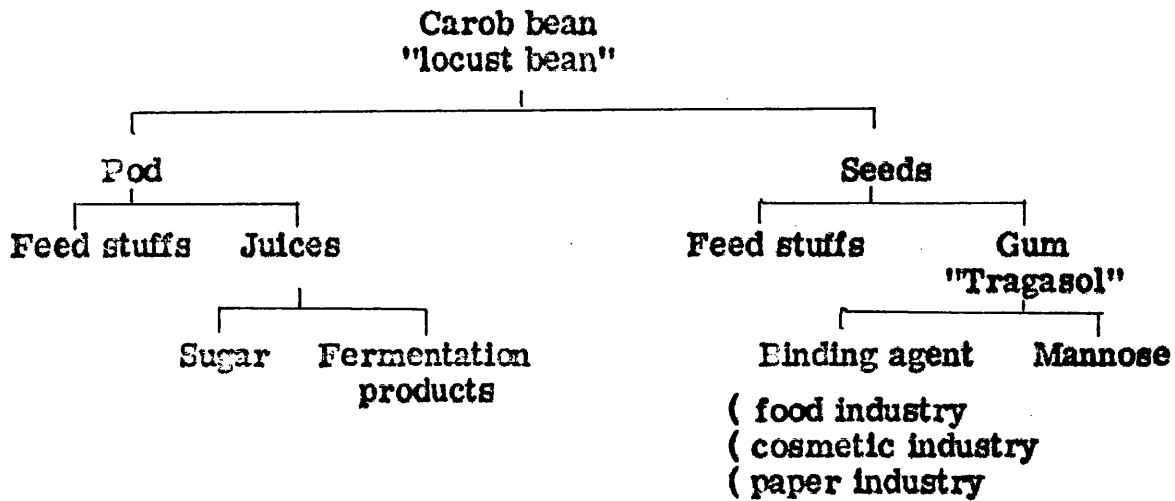 Carob bean
"locust bean"
Pod
Seeds
Feed stuffs
Juices
Feed stuffs
Gum
"Tragasol"
Sugar
Fermentation
products
Binding agent
Mannose
( food industry
( cosmetic industry
( paper industry